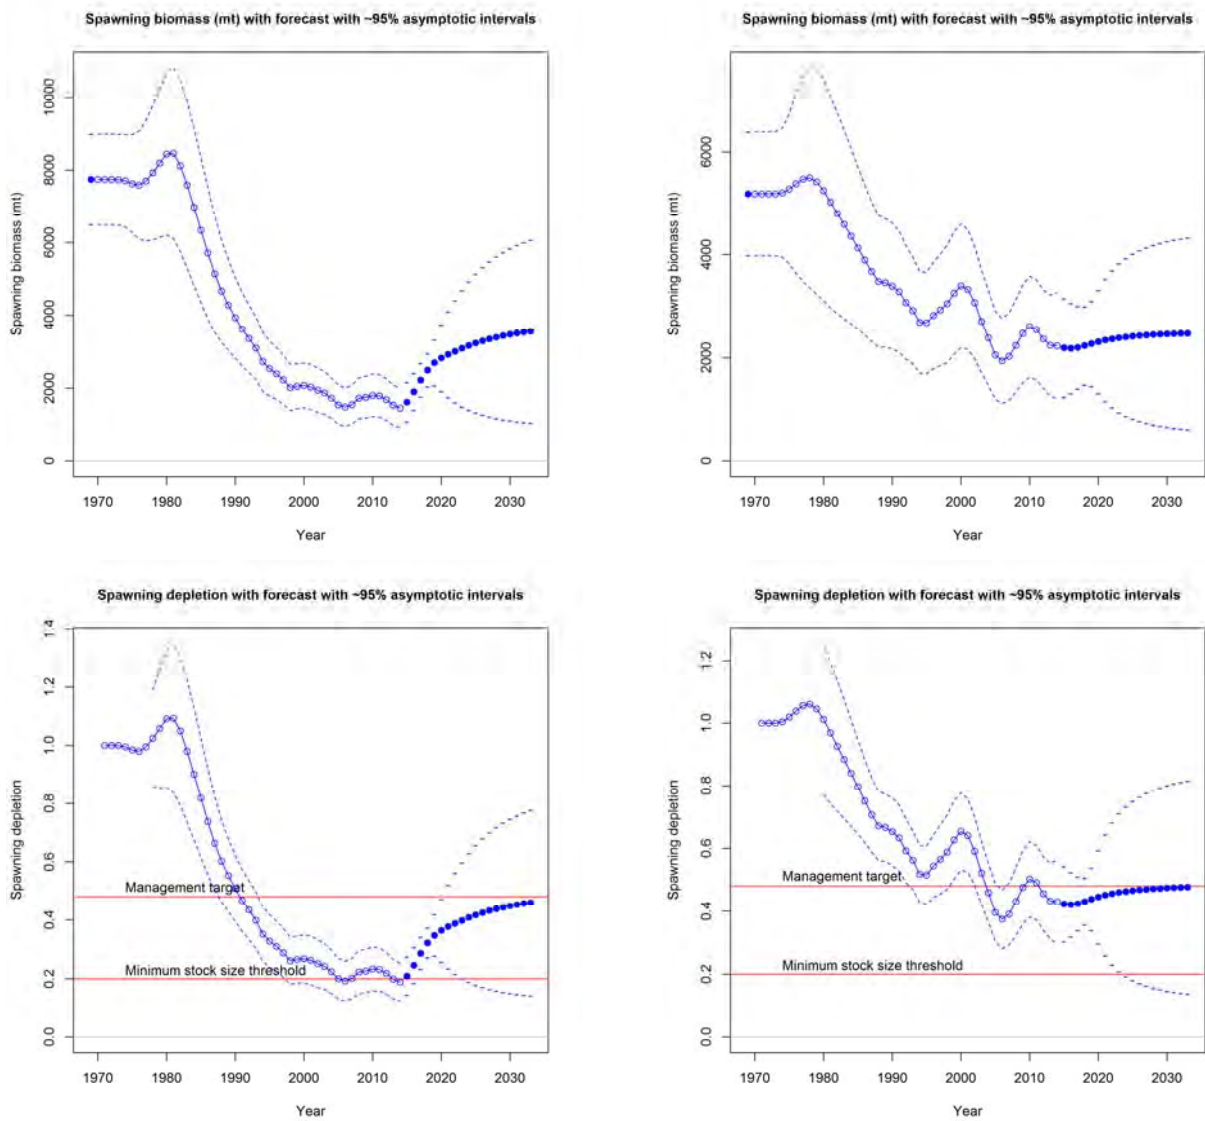 Spawning biomass (mt) with forecast with ~95% asymptotic intervals
Spawning biomass (mt)
10000
8000
6000
4000
2000
0
1970 1980 1990 2000 2010 2020 2030
Year
Spawning biomass (mt) with forecast with ~95% asymptotic intervals
Spawning biomass (mt)
6000
4000
2000
0
1970 1980 1990 2000 2010 2020 2030
Year
Spawning depletion with forecast with ~95% asymptotic intervals
Spawning depletion
1.4
1.2
1.0
0.8
0.6
0.4
0.2
0.0
Management target
Minimum stock size threshold
1970 1980 1990 2000 2010 2020 2030
Year
Spawning depletion with forecast with ~95% asymptotic intervals
Spawning depletion
1.2
1.0
0.8
0.6
0.4
0.2
0.0
Management target
Minimum stock size threshold
1970 1980 1990 2000 2010 2020 2030
Year